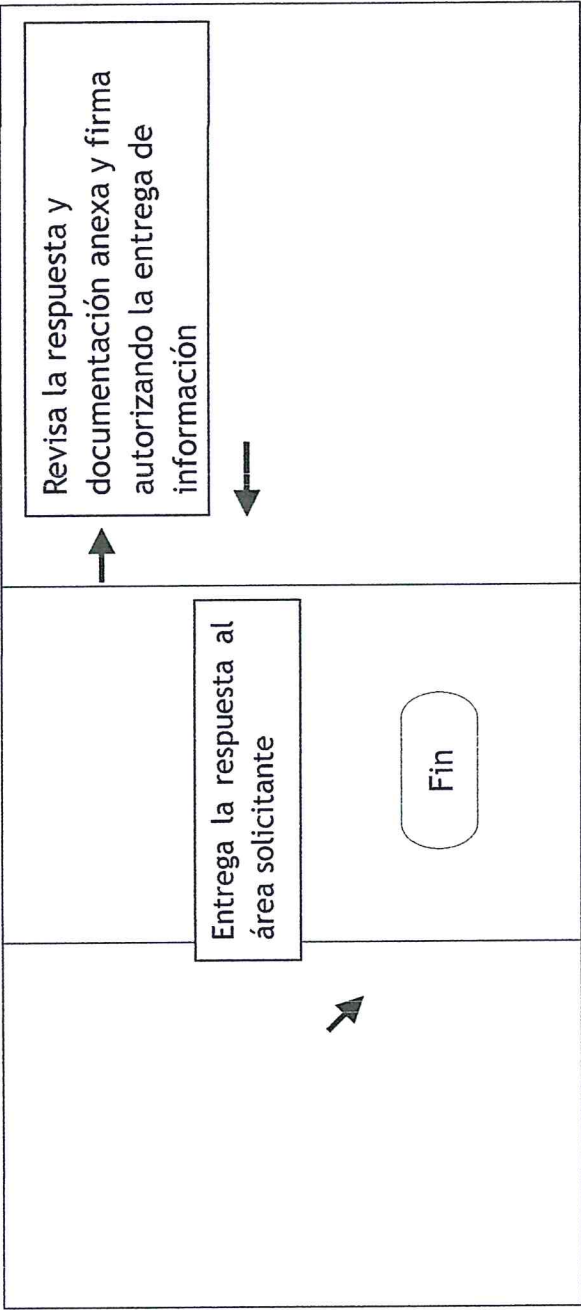 Revisa la respuesta y
documentación anexa y firma
autorizando la entrega de
información
Entrega la respuesta al
área solicitante
Fin